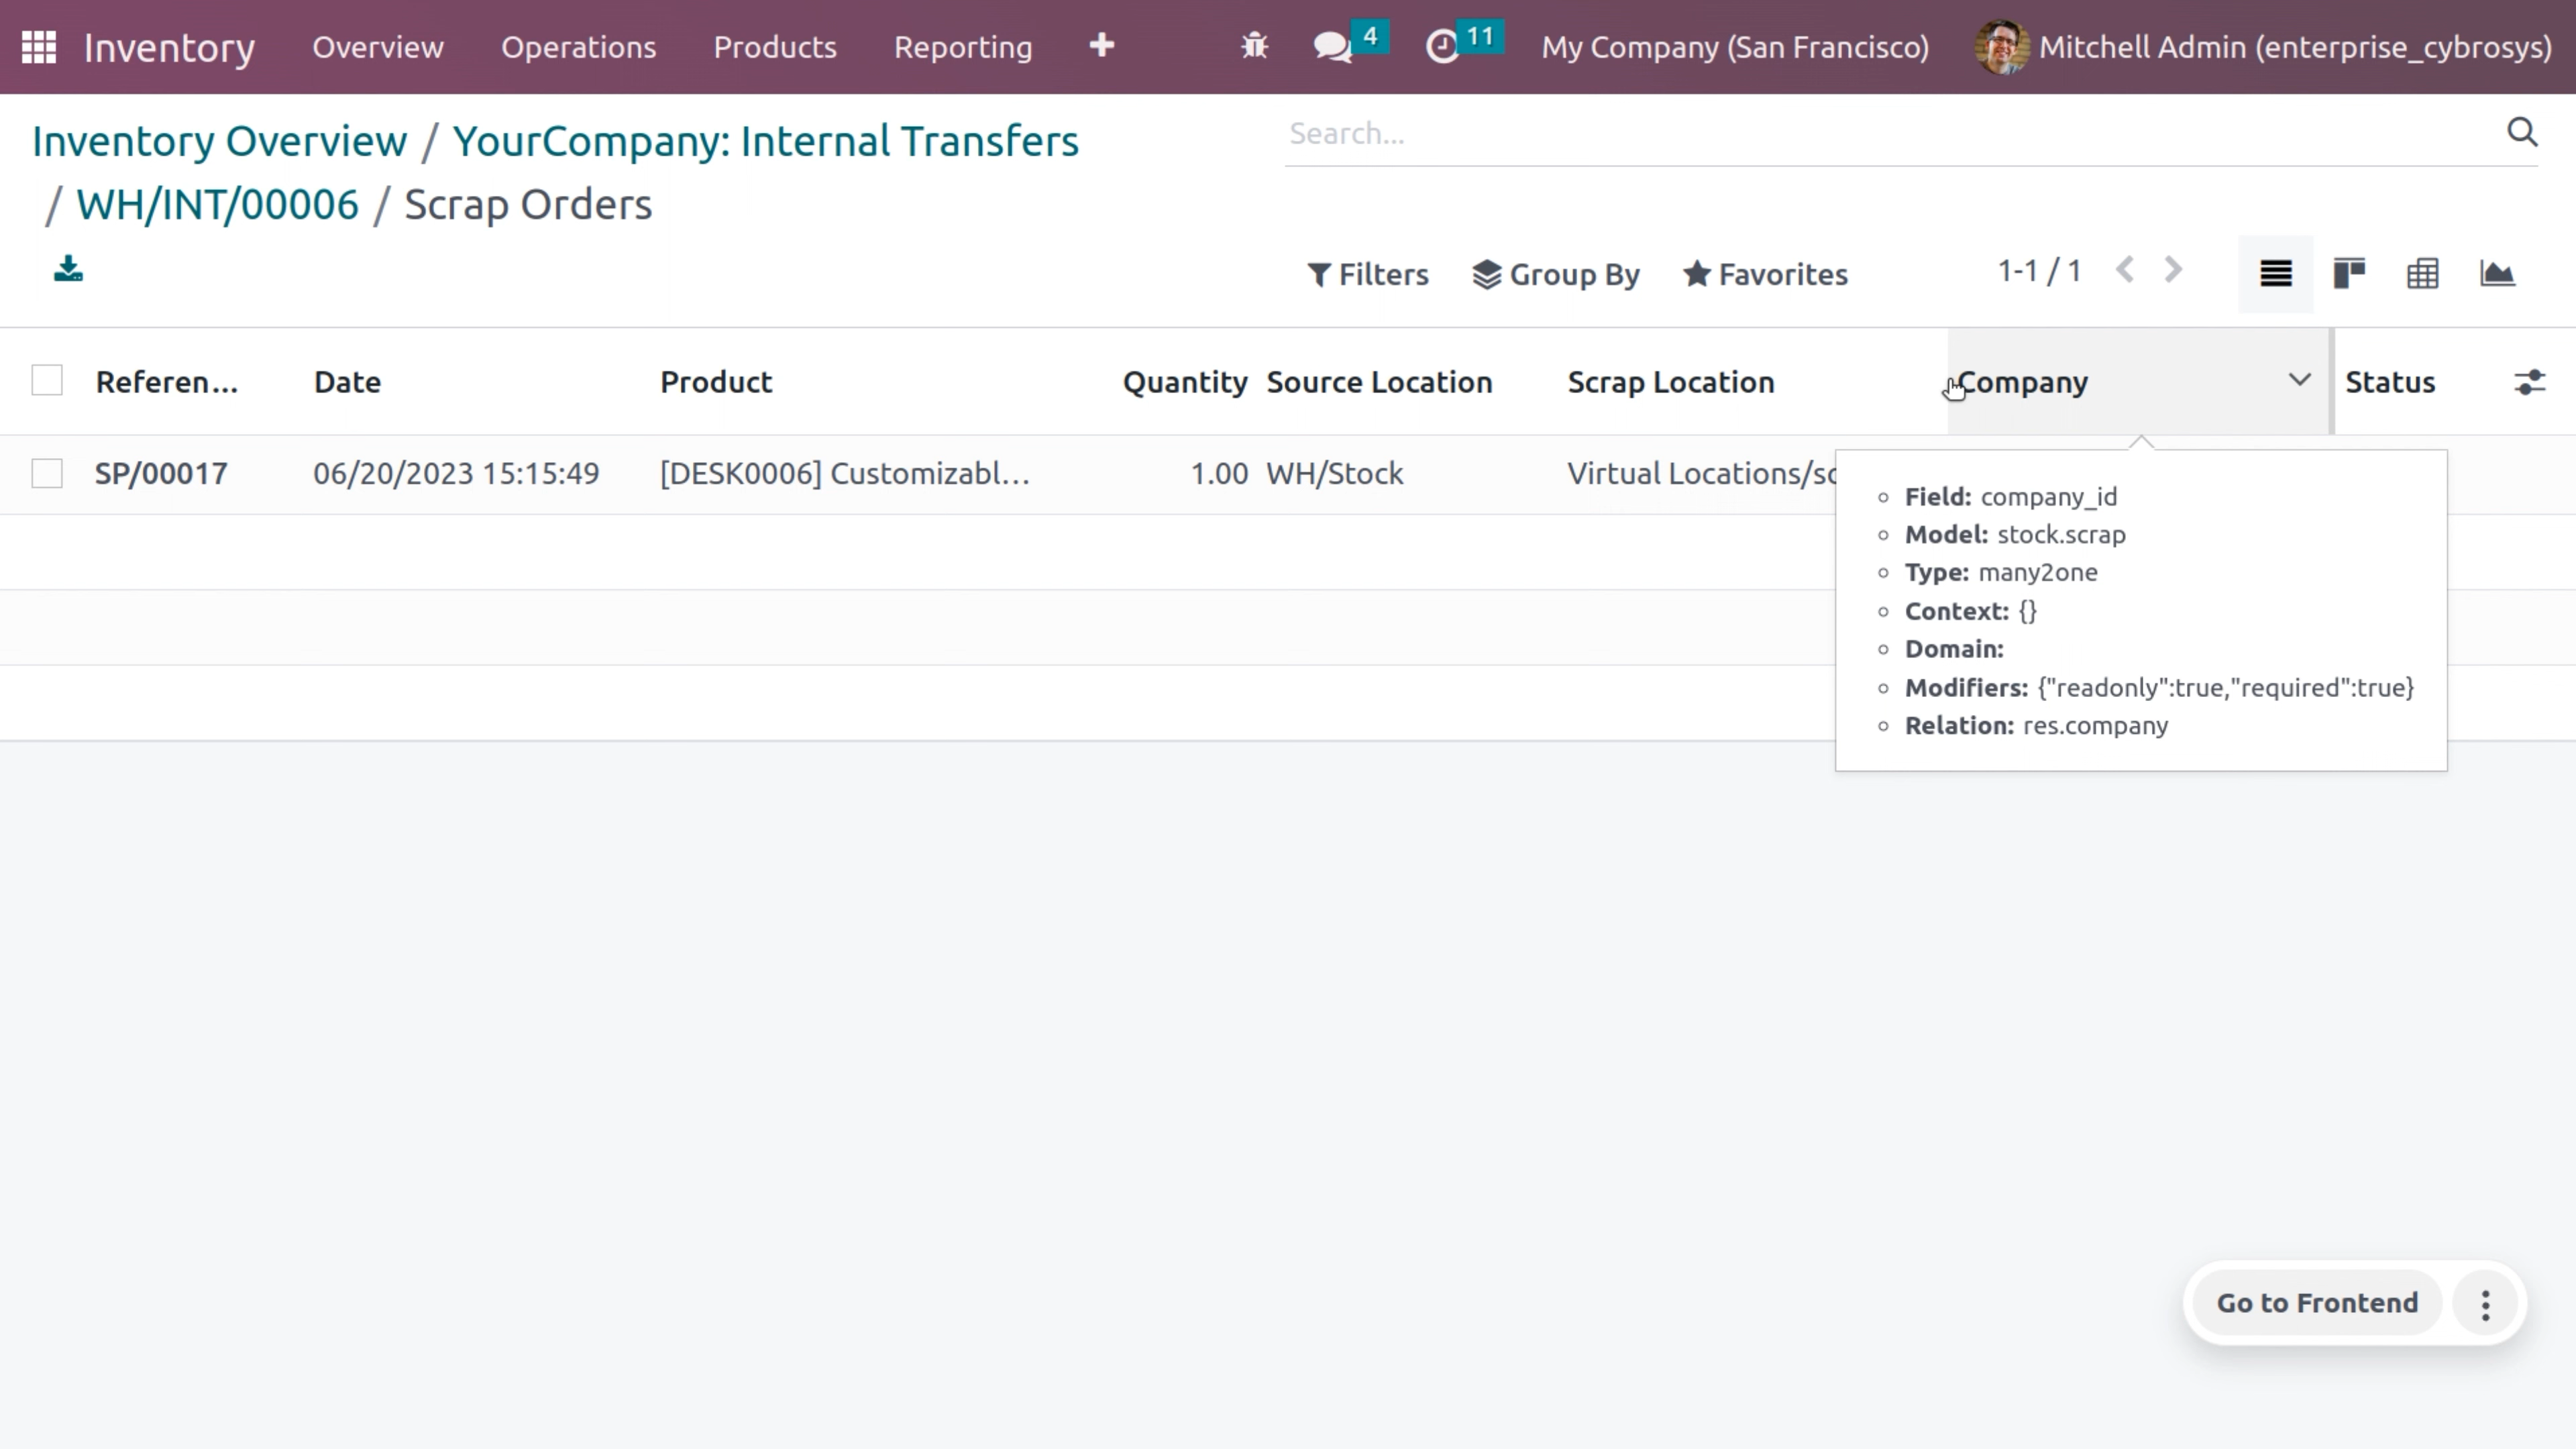 Inventory Overview Operations Products Reporting + 4 11 My Company (San Francisco) Mitchell Admin (enterprise_cybrosys)
Inventory Overview / YourCompany: Internal Transfers
/ WH/INT/00006 / Scrap Orders
Search...
Filters Group By Favorites 1-1 / 1
Referen... Date Product Quantity Source Location Scrap Location Company Status
SP/00017 06/20/2023 15:15:49 [DESK0006] Customizabl... 1.00 WH/Stock Virtual Locations/sc
Field: company_id
Model: stock.scrap
Type: many2one
Context: {}
Domain:
Modifiers: {"readonly":true,"required":true}
Relation: res.company
Go to Frontend